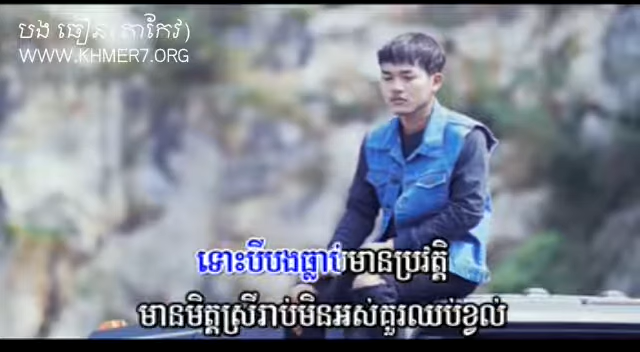 បង ធៀន(តាកែវ)
WWW.KHMER7.ORG
ទោះបីបងធ្លាប់មានប្រវត្តិ
មានមិត្តស្រីរាប់មិនអស់គួរឈប់ខ្វល់